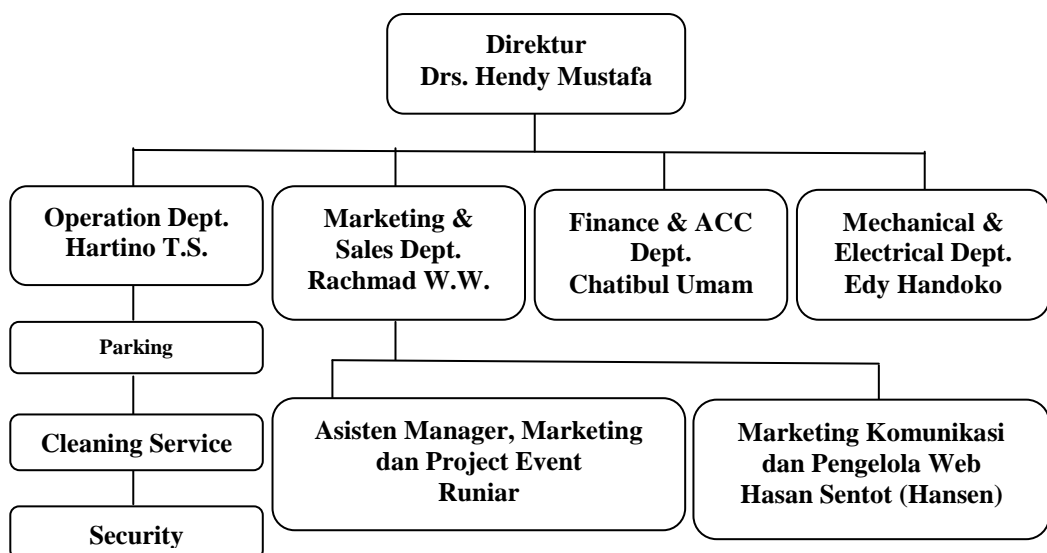 Direktur
Drs. Hendy Mustafa
Operation Dept.
Hartino T.S.
Marketing &
Sales Dept.
Rachmad W.W.
Finance & ACC
Dept.
Chatibul Umam
Mechanical &
Electrical Dept.
Edy Handoko
Parking
Cleaning Service
Security
Asisten Manager, Marketing
dan Project Event
Runiar
Marketing Komunikasi
dan Pengelola Web
Hasan Sentot (Hansen)